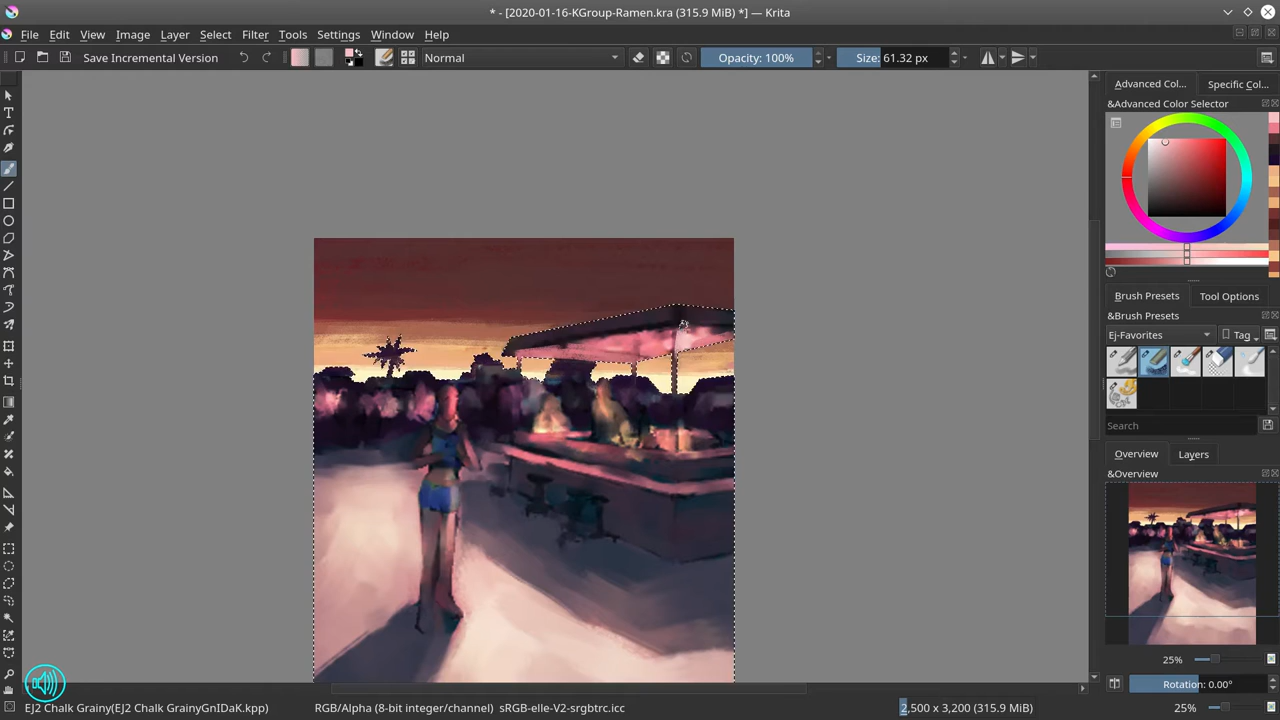 * - [2020-01-16-KGroup-Ramen.kra (315.9 MiB) *] — Krita
File Edit View Image Layer Select Filter Tools Settings Window Help
Save Incremental Version Normal Opacity: 100% Size: 61.32 px
Advanced Col... Specific Col...
&Advanced Color Selector
Brush Presets Tool Options
&Brush Presets
Ej-Favorites Tag
Search
Overview Layers
&Overview
25%
Rotation: 0.00°
EJ2 Chalk Grainy(EJ2 Chalk GrainyGnIDaK.kpp) RGB/Alpha (8-bit integer/channel) sRGB-elle-V2-srgbtrc.icc 2,500 x 3,200 (315.9 MiB) 25%